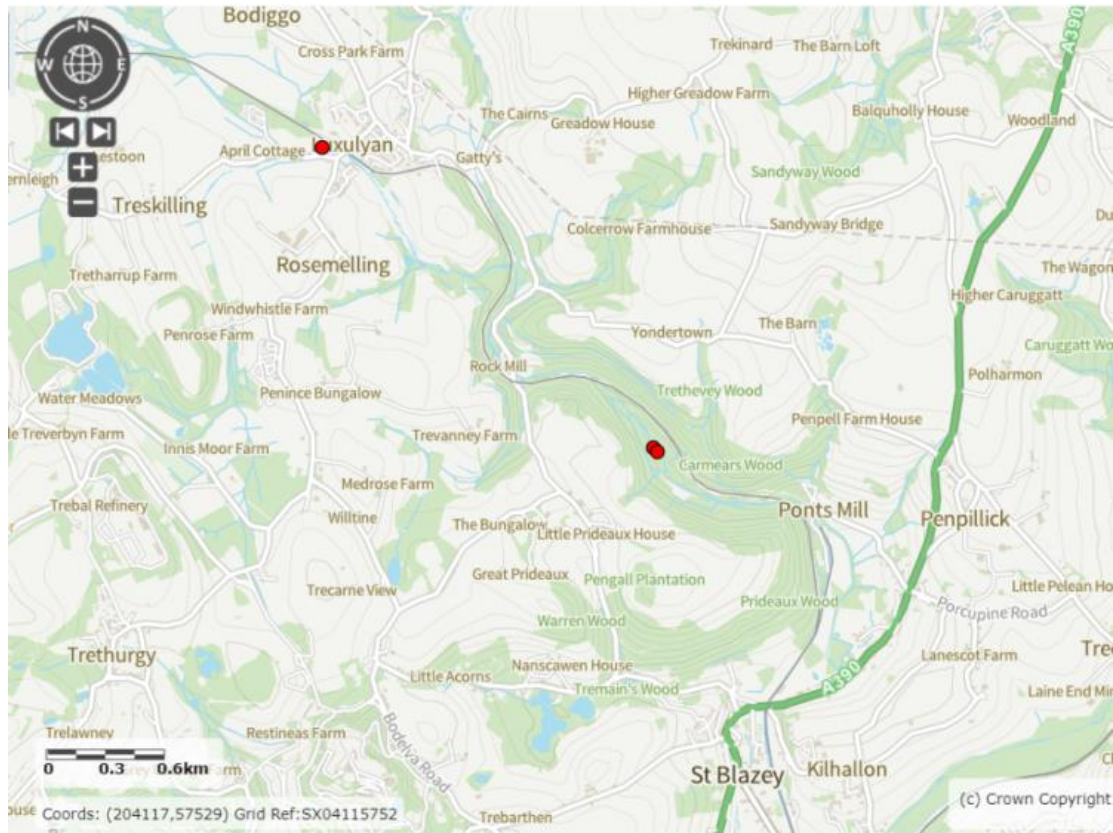 Bodiggo
N
Cross Park Farm
Trekinard
The Barn Loft
A390
W
E
Higher Greadow Farm
Balquholly House
S
The Cairns
Greadow House
Woodland
April Cottage
Gatty's
Sandyway Wood
Treskilling
Colcerrow Farmhouse
Sandyway Bridge
Rosemelling
Tretharrup Farm
The Wagon
Higher Caruggatt
Windwhistle Farm
Penrose Farm
Yondertown
The Barn
Rock Mill
Polharmon
Water Meadows
Penince Bungalow
Trethevey Wood
Penpell Farm House
le Treverbyn Farm
Trevanney Farm
Innis Moor Farm
Carmears Wood
Medrose Farm
Trebal Refinery
Willtine
Ponts Mill
Penpillick
The Bungalow
Little Prideaux House
Great Prideaux
Pengall Plantation
Trecarne View
Little Pelean
Prideaux Wood
Porcupine Road
Warren Wood
Trethurgy
Lanescot Farm
Nanscawen House
Little Acorns
Tremain's Wood
A390
Laine End
Trelawney
Restineas Farm
Bodelva Road
0 0.3 0.6km
St Blazey
Kilhallon
(c) Crown Copyright
Coords: (204117,57529) Grid Ref:SX04115752
Trebarthen